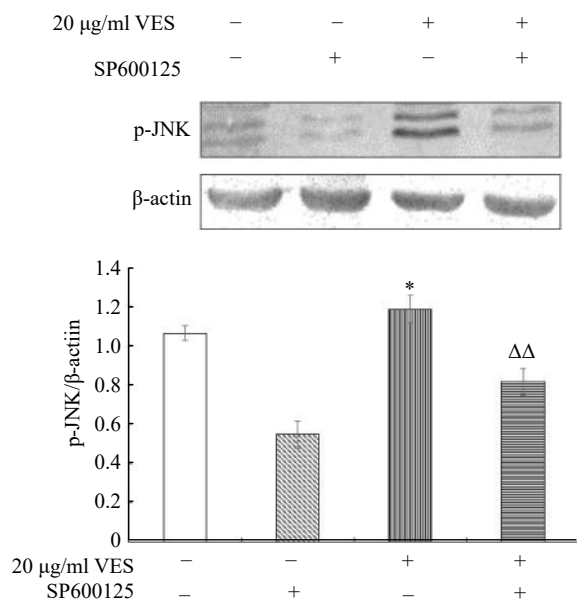 20 μg/ml VES − − + +
SP600125 − + − +
p-JNK
β-actin
1.4
1.2
1.0
0.8
0.6
0.4
0.2
0
p-JNK/β-actiin
*
ΔΔ
20 μg/ml VES − − + +
SP600125 − + − +